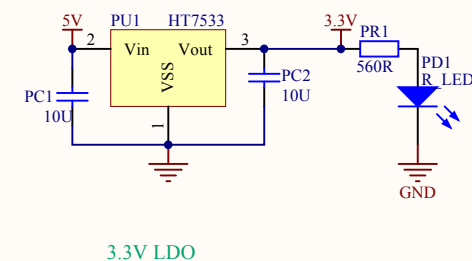 5V
PU1
HT7533
3.3V
2
Vin
Vout
3
PR1
560R
VSS
PC1
10U
PC2
10U
PD1
R_LED
1
GND
3.3V LDO